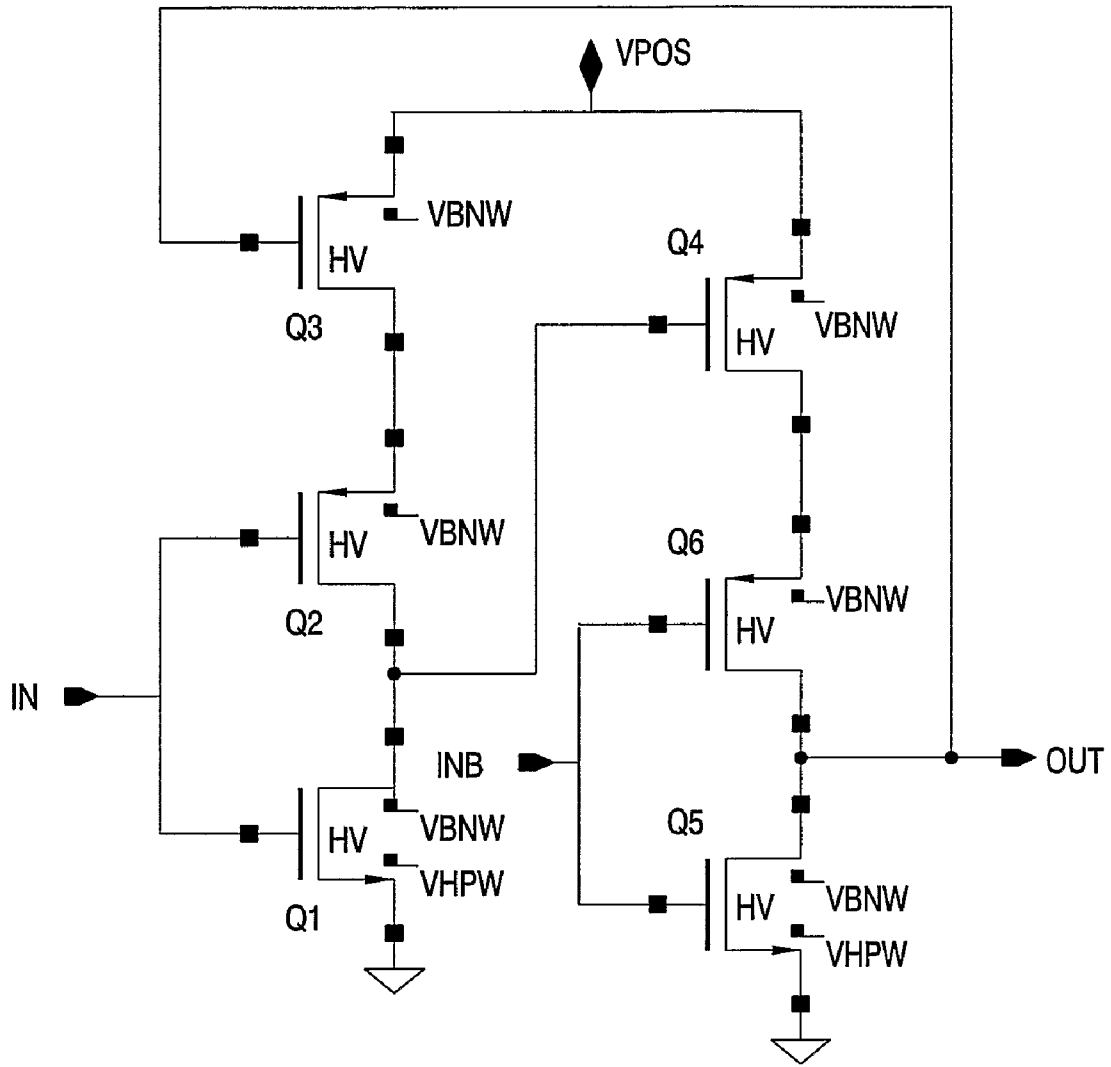 VPOS
VBNW
HV
Q3
Q4
VBNW
HV
VBNW
HV
Q2
Q6
VBNW
HV
IN
INB
OUT
VBNW
HV
VHPW
Q1
Q5
VBNW
HV
VHPW